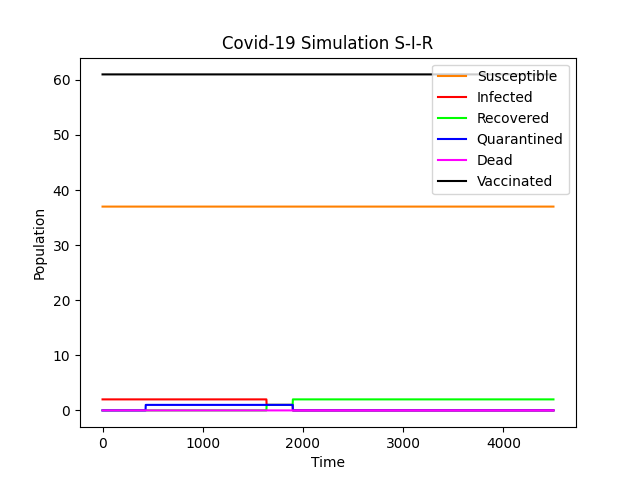 Covid-19 Simulation S-I-R
Susceptible
Infected
Recovered
Quarantined
Dead
Vaccinated
Population
60
50
40
30
20
10
0
0 1000 2000 3000 4000
Time